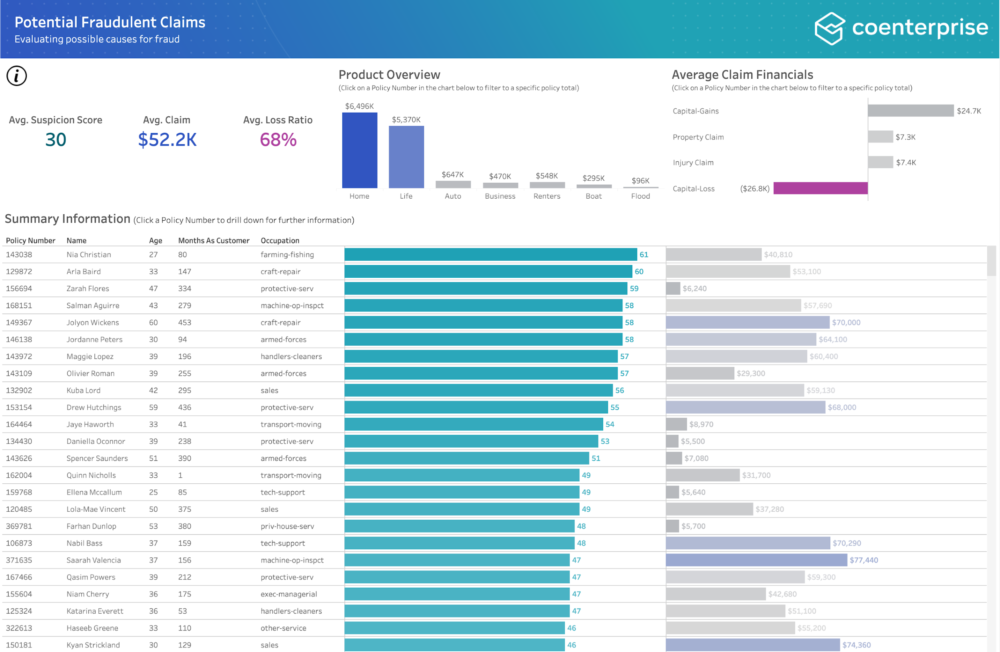 Potential Fraudulent Claims
Evaluating possible causes for fraud
coenterprise
i
Avg. Suspicion Score
30
Avg. Claim
$52.2K
Avg. Loss Ratio
68%
Product Overview
(Click on a Policy Number in the chart below to filter to a specific policy total)
$6,496K $5,370K $647K $470K $548K $295K $96K
Home Life Auto Business Renters Boat Flood
Average Claim Financials
(Click on a Policy Number in the chart below to filter to a specific policy total)
Capital-Gains $24.7K
Property Claim $7.3K
Injury Claim $7.4K
Capital-Loss ($26.8K)
Summary Information (Click a Policy Number to drill down for further information)
Policy Number Name Age Months As Customer Occupation
143038 Nia Christian 27 80 farming-fishing 61 $40,810
129872 Arla Baird 33 147 craft-repair 60 $53,100
156694 Zarah Flores 47 334 protective-serv 59 $6,240
168151 Salman Aguirre 43 279 machine-op-inspct 58 $57,690
149367 Jolyon Wickens 60 453 craft-repair 58 $70,000
146138 Jordanne Peters 30 94 armed-forces 58 $64,100
143972 Maggie Lopez 39 196 handlers-cleaners 57 $60,400
143109 Olivier Roman 39 255 armed-forces 57 $29,300
132902 Kuba Lord 42 295 sales 56 $59,130
153154 Drew Hutchings 59 436 protective-serv 55 $68,000
164464 Jaye Haworth 33 41 transport-moving 54 $8,970
134430 Daniella Oconnor 39 238 protective-serv 53 $5,500
143626 Spencer Saunders 51 390 armed-forces 51 $7,080
162004 Quinn Nicholls 33 1 transport-moving 49 $31,700
159768 Ellena Mccallum 25 85 tech-support 49 $5,640
120485 Lola-Mae Vincent 50 375 sales 49 $37,280
369781 Farhan Dunlop 53 380 priv-house-serv 48 $5,700
106873 Nabil Bass 37 159 tech-support 48 $70,290
371635 Saarah Valencia 37 156 machine-op-inspct 47 $77,440
167466 Qasim Powers 39 212 protective-serv 47 $59,300
155604 Niam Cherry 36 175 exec-managerial 47 $42,680
125324 Katarina Everett 36 53 handlers-cleaners 47 $51,100
322613 Haseeb Greene 33 110 other-service 46 $55,200
150181 Kyan Strickland 30 129 sales 46 $74,360